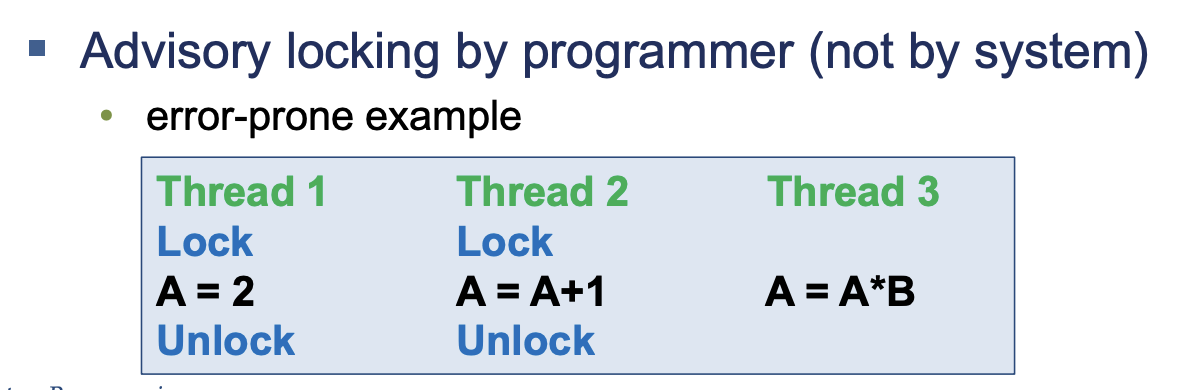 Advisory locking by programmer (not by system)
error-prone example
Thread 1 Thread 2 Thread 3
Lock Lock
A = 2 A = A+1 A = A*B
Unlock Unlock